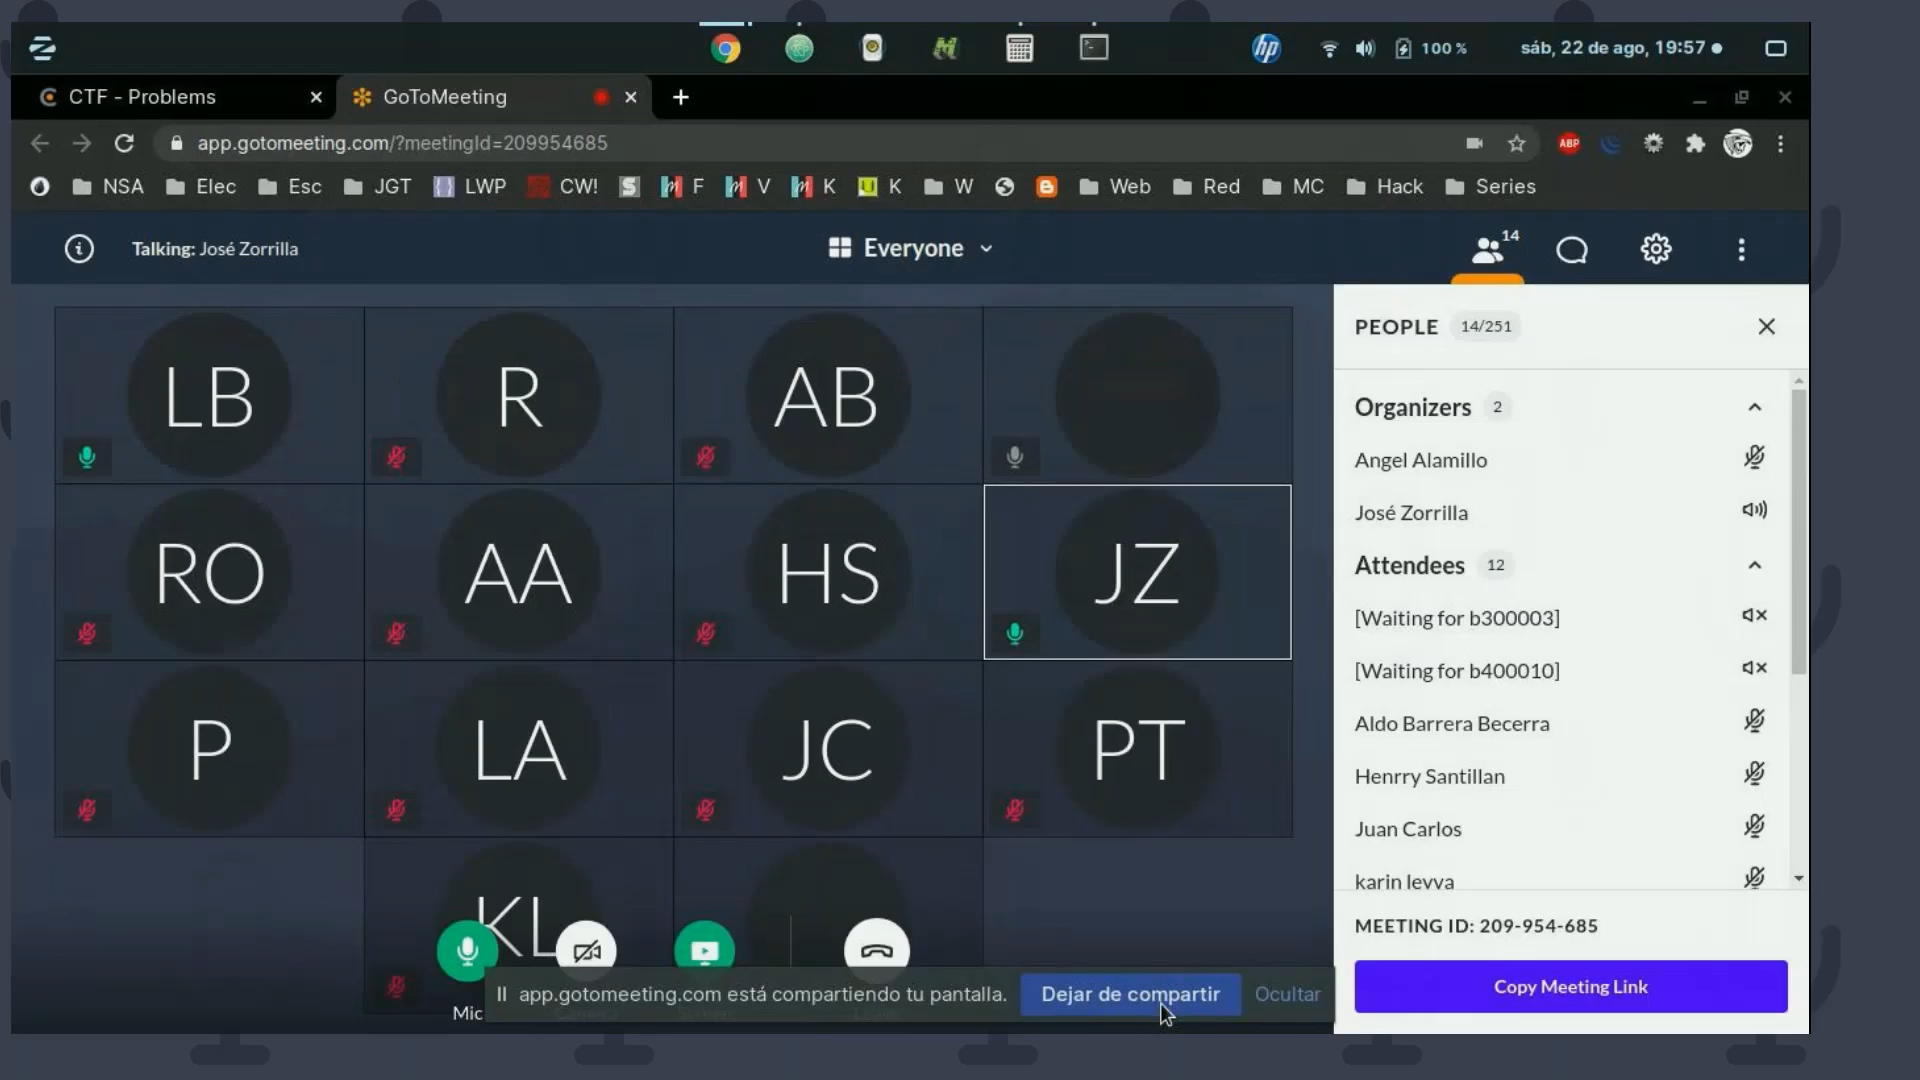 100 %
sáb, 22 de ago, 19:57
CTF - Problems
GoToMeeting
app.gotomeeting.com/?meetingId=209954685
ABP
NSA
Elec
Esc
JGT
LWP
CW!
F
V
K
K
W
Web
Red
MC
Hack
Series
Talking: José Zorrilla
Everyone
14
LB
R
AB
RO
AA
HS
JZ
P
LA
JC
PT
KL
Mic
app.gotomeeting.com está compartiendo tu pantalla.
Dejar de compartir
Ocultar
PEOPLE 14/251
Organizers 2
Angel Alamillo
José Zorrilla
Attendees 12
[Waiting for b300003]
[Waiting for b400010]
Aldo Barrera Becerra
Henrry Santillan
Juan Carlos
karin leyva
MEETING ID: 209-954-685
Copy Meeting Link